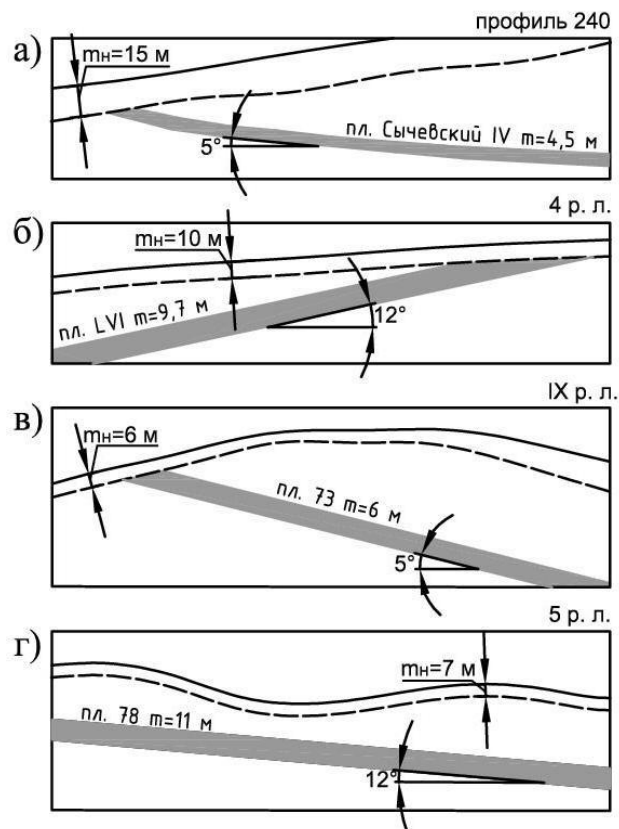 профиль 240
а)
mн=15 м
пл. Сычевский IV m=4,5 м
5°
4 р. л.
б)
mн=10 м
пл. LVI m=9,7 м
12°
IX р. л.
в)
mн=6 м
пл. 73 m=6 м
5°
5 р. л.
г)
mн=7 м
пл. 78 m=11 м
12°